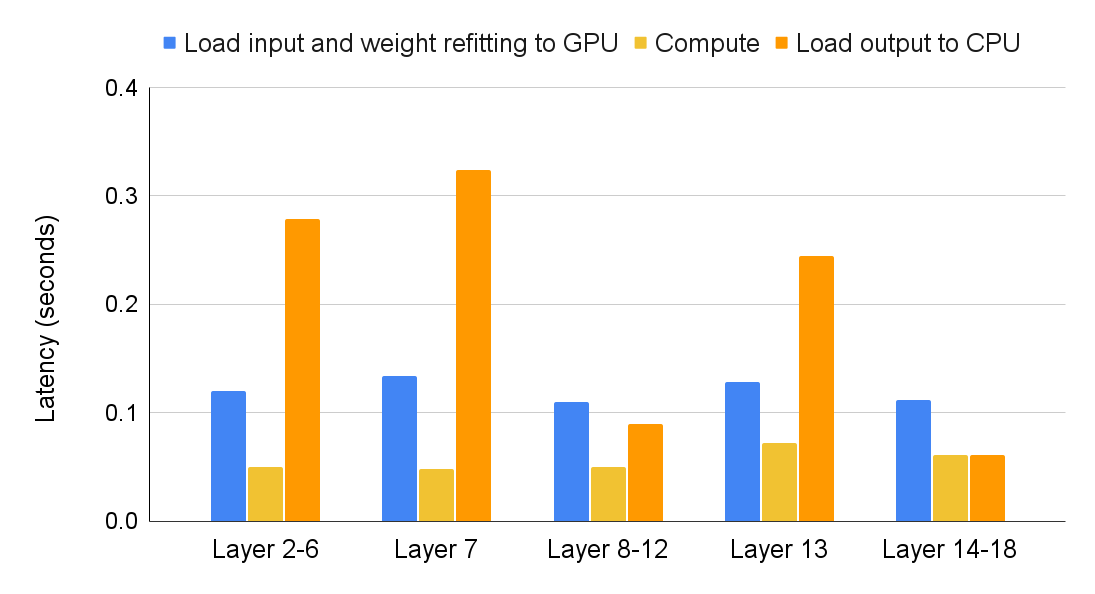 Load input and weight refitting to GPU Compute Load output to CPU
0.4
0.3
0.2
0.1
0.0
Latency (seconds)
Layer 2-6 Layer 7 Layer 8-12 Layer 13 Layer 14-18